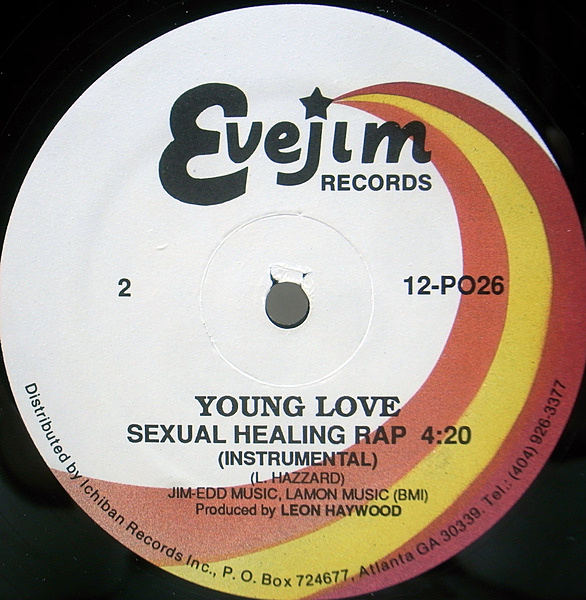 Evejim
RECORDS
2
12-PO26
YOUNG LOVE
SEXUAL HEALING RAP 4:20
(INSTRUMENTAL)
(L. HAZZARD)
JIM-EDD MUSIC, LAMON MUSIC (BMI)
Produced by LEON HAYWOOD
Distributed by Ichiban Records Inc., P. O. Box 724677, Atlanta GA 30339. Tel.: (404) 926-3377